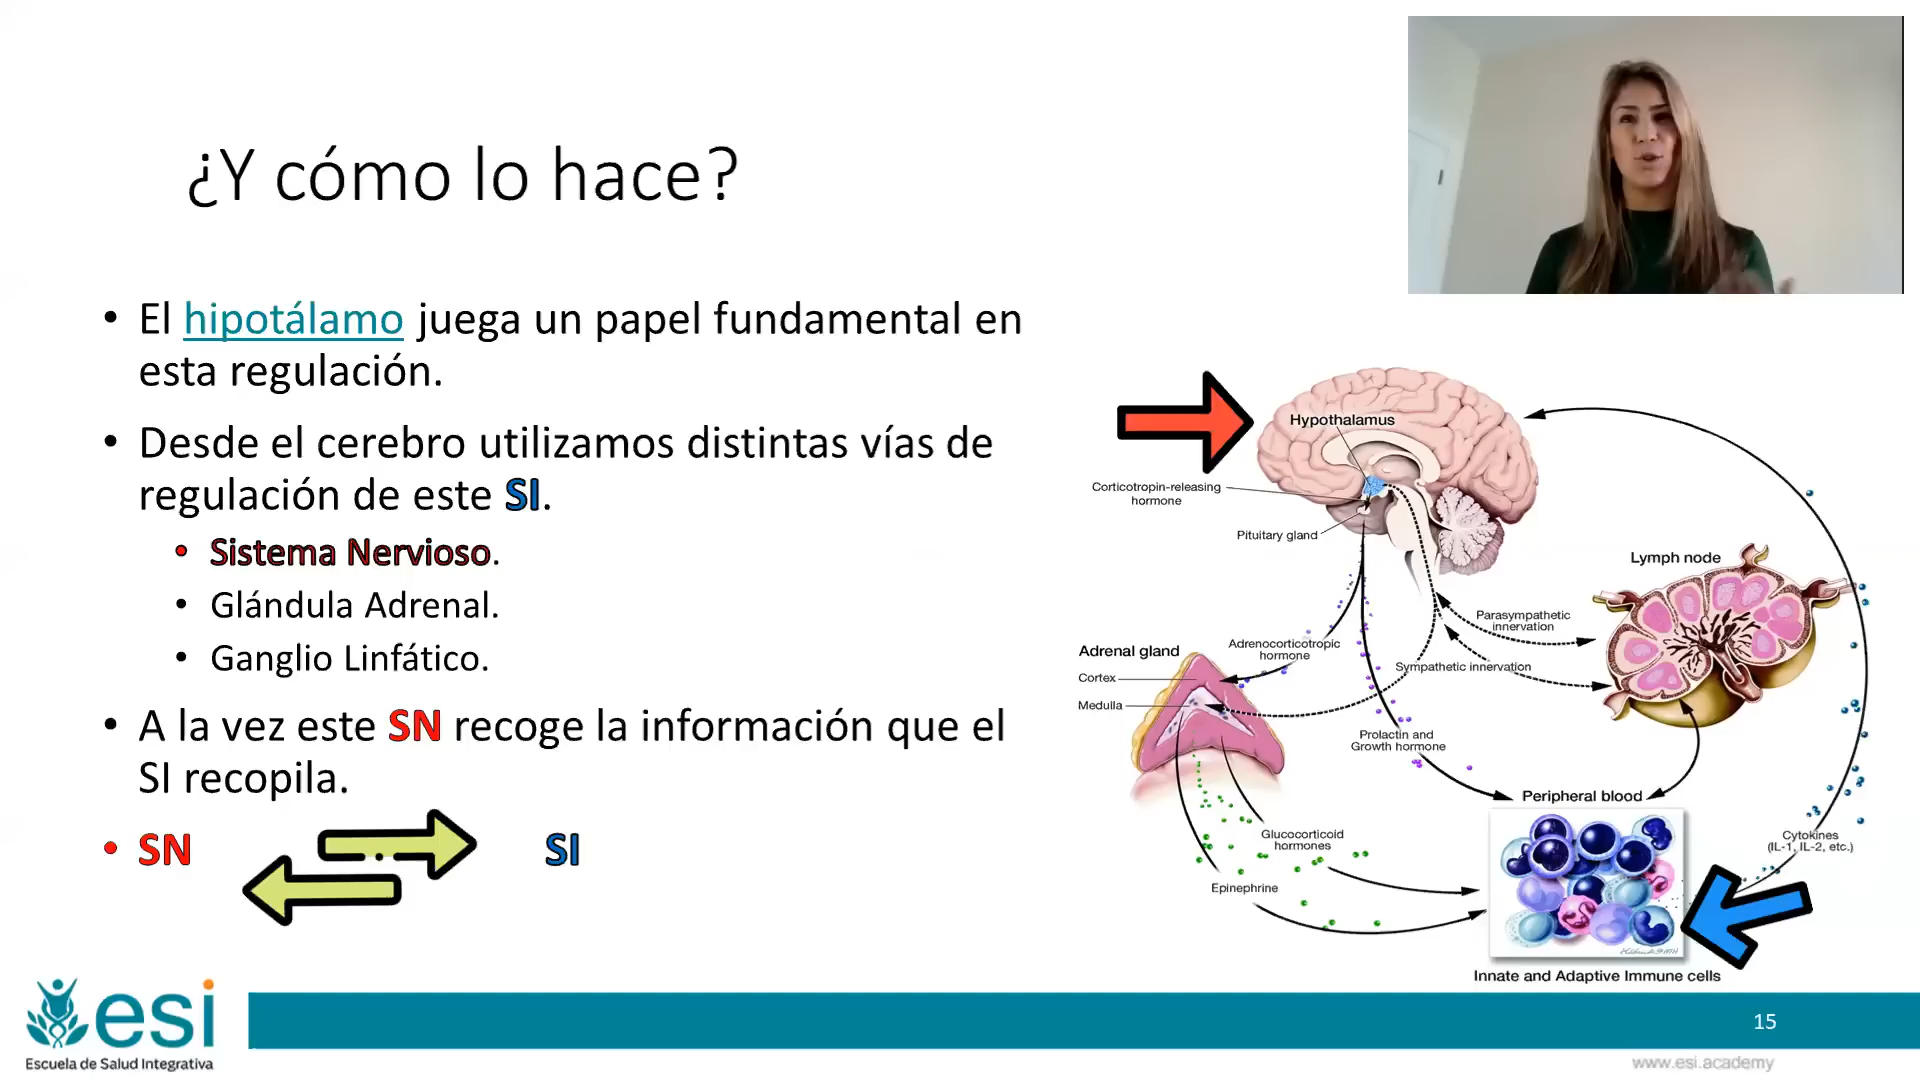 ¿Y cómo lo hace?
• El hipotálamo juega un papel fundamental en
esta regulación.
• Desde el cerebro utilizamos distintas vías de
regulación de este SI.
• Sistema Nervioso.
• Glándula Adrenal.
• Ganglio Linfático.
• A la vez este SN recoge la información que el
SI recopila.
• SN SI
Hypothalamus
Corticotropin-releasing
hormone
Pituitary gland
Lymph node
Parasympathetic
innervation
Sympathetic innervation
Adrenocorticotropic
hormone
Adrenal gland
Cortex
Medulla
Prolactin and
Growth hormone
Peripheral blood
Glucocorticoid
hormones
Cytokines
(IL-1, IL-2, etc.)
Epinephrine
Innate and Adaptive Immune cells
esi
Escuela de Salud Integrativa
15
www.esi.academy